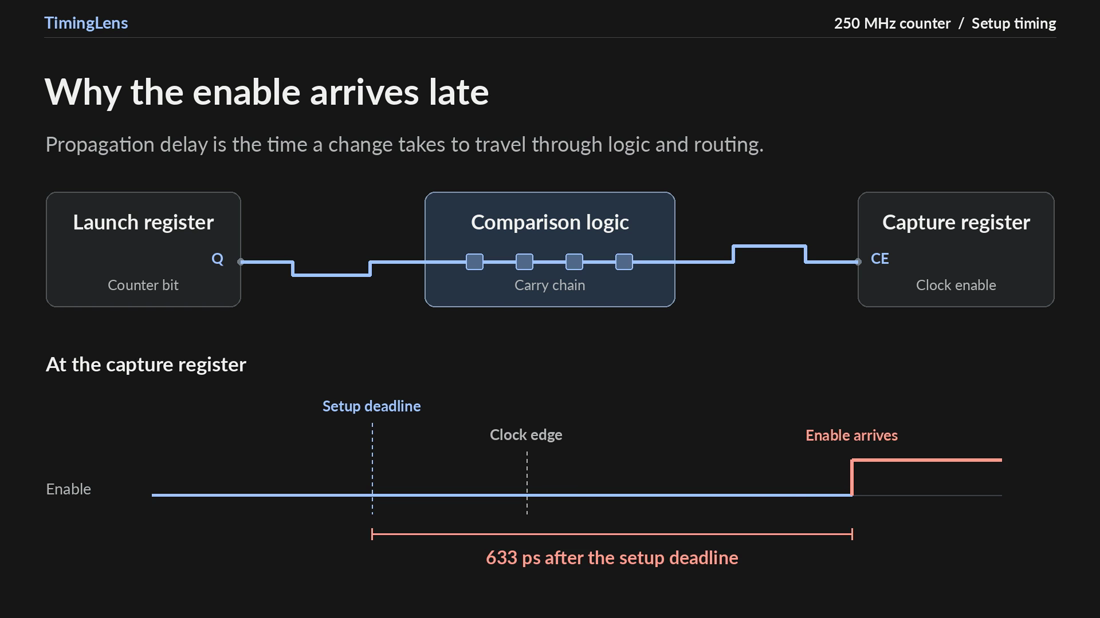 TimingLens
250 MHz counter / Setup timing
Why the enable arrives late
Propagation delay is the time a change takes to travel through logic and routing.
Launch register
Q
Counter bit
Comparison logic
Carry chain
Capture register
CE
Clock enable
At the capture register
Setup deadline
Clock edge
Enable arrives
Enable
633 ps after the setup deadline